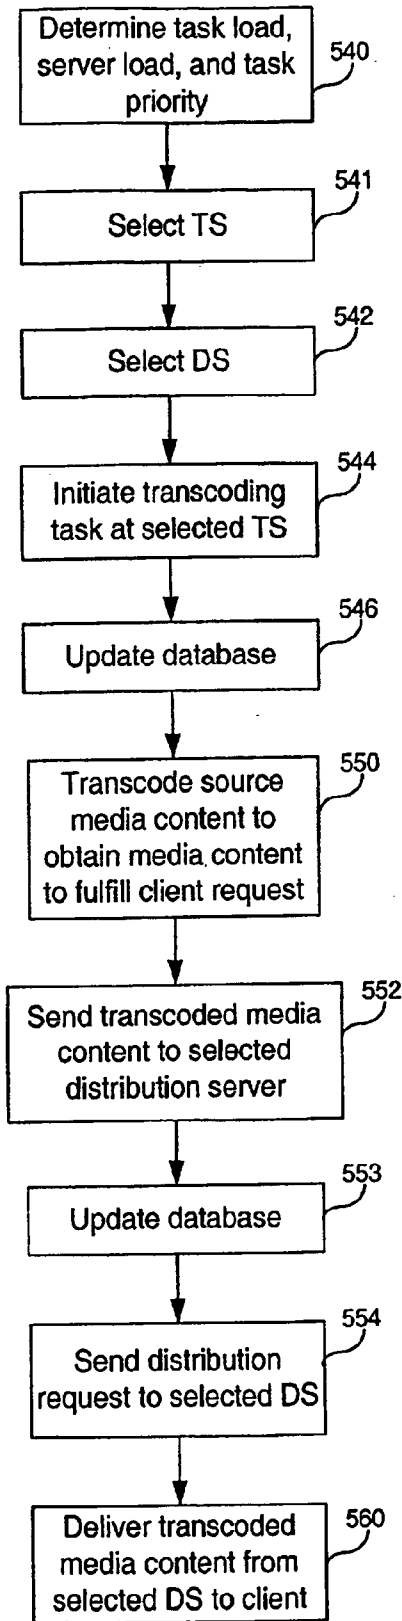 Determine task load,
server load, and task
priority
540
Select TS
541
Select DS
542
Initiate transcoding
task at selected TS
544
Update database
546
Transcode source
media content to
obtain media content
to fulfill client request
550
Send transcoded media
content to selected
distribution server
552
Update database
553
Send distribution
request to selected DS
554
Deliver transcoded
media content from
selected DS to client
560